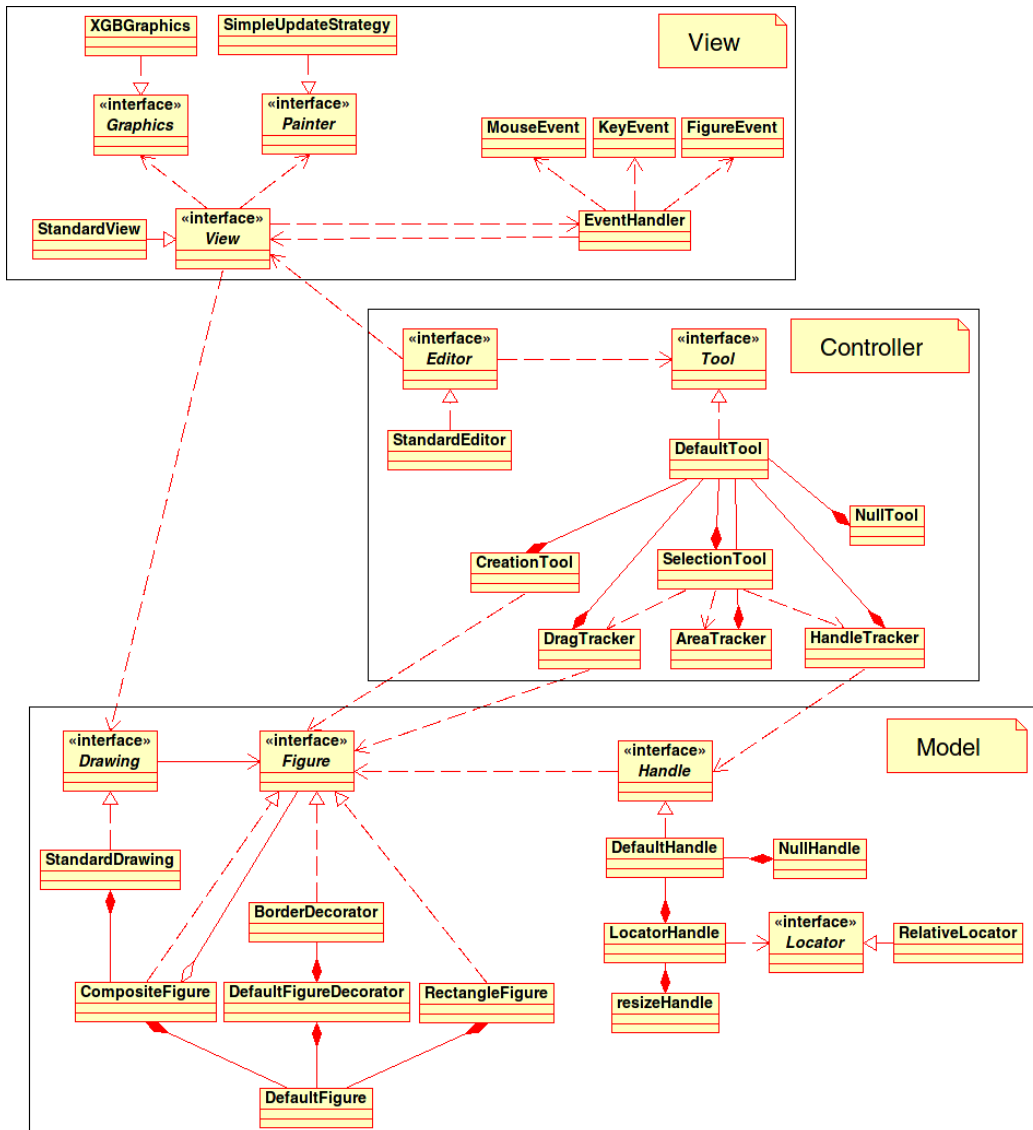 XGBGraphics
SimpleUpdateStrategy
View
«interface»
Graphics
«interface»
Painter
MouseEvent
KeyEvent
FigureEvent
StandardView
«interface»
View
EventHandler
«interface»
Editor
«interface»
Tool
Controller
StandardEditor
DefaultTool
NullTool
CreationTool
SelectionTool
DragTracker
AreaTracker
HandleTracker
«interface»
Drawing
«interface»
Figure
«interface»
Handle
Model
StandardDrawing
DefaultHandle
NullHandle
BorderDecorator
LocatorHandle
«interface»
Locator
RelativeLocator
CompositeFigure
DefaultFigureDecorator
RectangleFigure
resizeHandle
DefaultFigure